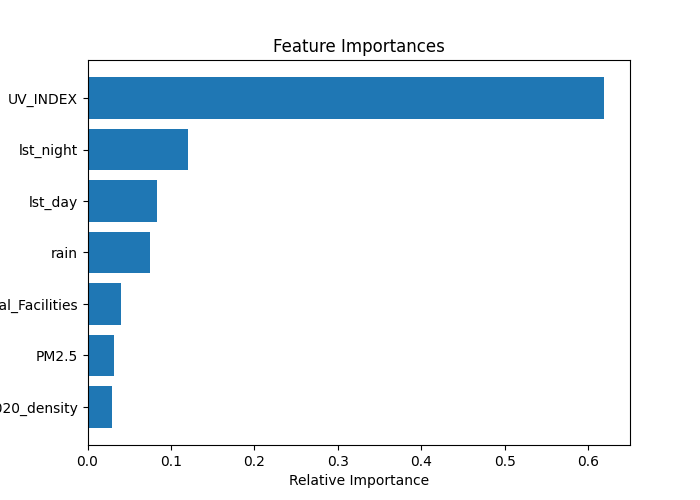 Feature Importances
UV_INDEX
lst_night
lst_day
rain
al_Facilities
PM2.5
020_density
0.0 0.1 0.2 0.3 0.4 0.5 0.6
Relative Importance